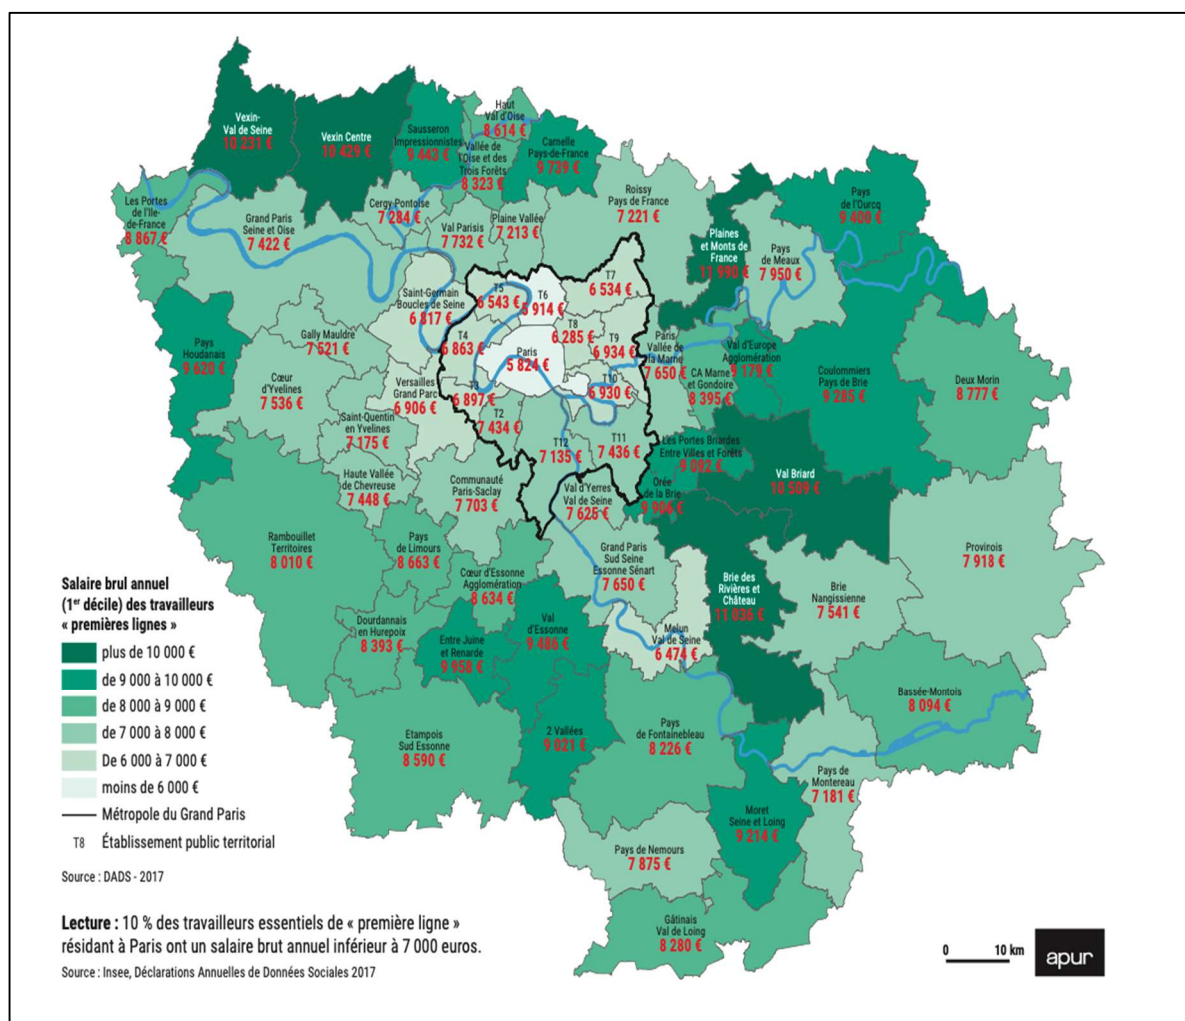 Vexin-
Val de Seine
10 231 €
Vexin Centre
10 429 €
Sausseron
Impressionnistes
9 443 €
Haut
Val d'Oise
8 614 €
Vallée de
l'Oise et des
Trois Forêts
8 323 €
Carnelle
Pays-de-France
9 739 €
Les Portes
de l'Ile-
de-France
8 867 €
Grand Paris
Seine et Oise
7 422 €
Cergy Pontoise
7 284 €
Val Parisis
7 732 €
Plaine Vallée
7 213 €
Roissy
Pays de France
7 221 €
Plaines
et Monts de
France
11 990 €
Pays
de Meaux
7 950 €
Pays
de l'Ourcq
9 400 €
Saint-Germain
Boucles de Seine
6 817 €
T5
6 543 €
T6
5 914 €
T7
6 534 €
Pays
Houdanais
9 620 €
Gally Mauldre
7 521 €
Cœur
d'Yvelines
7 536 €
T4
6 863 €
Paris
5 824 €
T8
6 285 €
T9
6 934 €
Paris
Vallée de
la Marne
7 650 €
Val d'Europe
Agglomération
9 179 €
CA Marne
et Gondoire
8 395 €
Coulommiers
Pays de Brie
9 285 €
Deux Morin
8 777 €
Versailles
Grand Parc
6 906 €
T3
6 897 €
T2
7 434 €
T10
6 930 €
Saint-Quentin
en Yvelines
7 175 €
T12
7 135 €
T11
7 436 €
Les Portes Briardes
Entre Villes et Forêts
9 092 €
Val Briard
10 509 €
Haute Vallée
de Chevreuse
7 448 €
Communauté
Paris-Saclay
7 703 €
Val d'Yerres
Val de Seine
7 625 €
Orée
de la Brie
9 906 €
Rambouillet
Territoires
8 010 €
Pays
de Limours
8 663 €
Grand Paris
Sud Seine
Essonne Sénart
7 650 €
Provinois
7 918 €
Cœur d'Essonne
Agglomération
8 634 €
Brie des
Rivières et
Château
11 036 €
Brie
Nangissienne
7 541 €
Dourdannais
en Hurepoix
8 393 €
Entre Juine
et Renarde
9 958 €
Val
d'Essonne
9 486 €
Melun
Val de Seine
6 474 €
Bassée-Montois
8 094 €
Etampois
Sud Essonne
8 590 €
2 Vallées
9 021 €
Pays
de Fontainebleau
8 226 €
Pays de
Montereau
7 181 €
Moret
Seine et Loing
9 214 €
Pays de Nemours
7 875 €
Gâtinais
Val de Loing
8 280 €
Salaire brul annuel
(1er décile) des travailleurs
« premières lignes »
plus de 10 000 €
de 9 000 à 10 000 €
de 8 000 à 9 000 €
de 7 000 à 8 000 €
De 6 000 à 7 000 €
moins de 6 000 €
Métropole du Grand Paris
T8 Établissement public territorial
Source : DADS - 2017
Lecture : 10 % des travailleurs essentiels de « première ligne »
résidant à Paris ont un salaire brut annuel inférieur à 7 000 euros.
Source : Insee, Déclarations Annuelles de Données Sociales 2017
0 10 km
apur